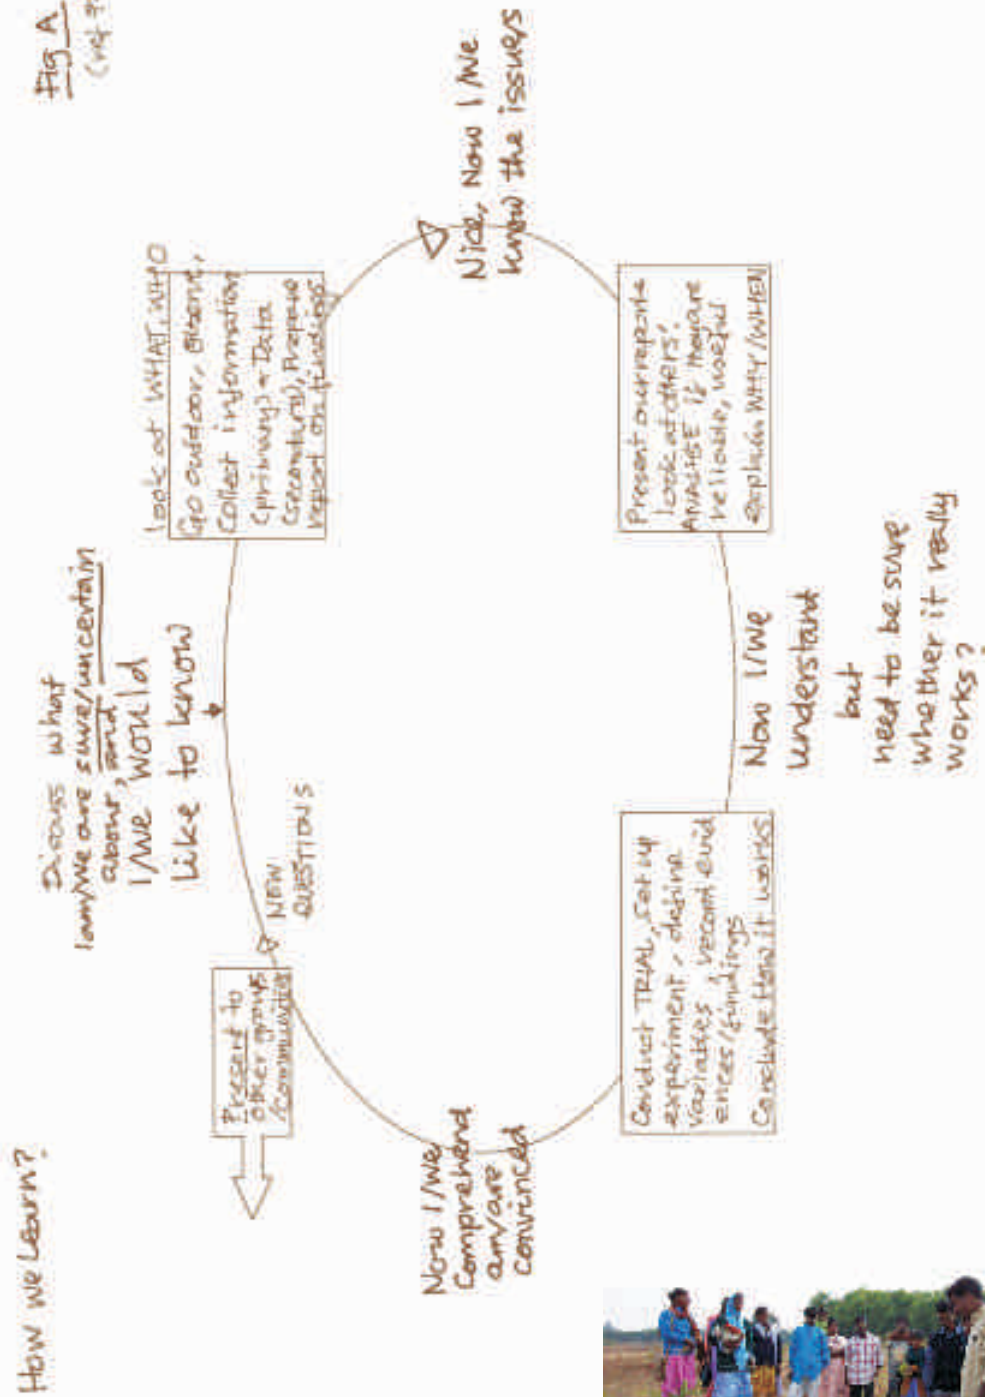 How we Learn?
Fig A
Discuss what
I am/we are sure/uncertain
about, and
I/we would
Like to know
Look at WHAT, WHO
Go outdoor, observe,
Collect information
(primary) & Data
(secondary), Prepare
report on findings
Nice, Now I/We
know the issues
Present our reports
look at others',
ANALYSE if they are
reliable, useful
explain WHY/WHEN
Now I/We
understand
but
need to be sure
whether it really
works?
Conduct TRIAL, set up
experiment, define
variables, record evid
ences/findings
Conclude How it works
Now I/We
Comprehend
am/are
convinced
Present to
other groups
/communities
NEW
QUESTIONS